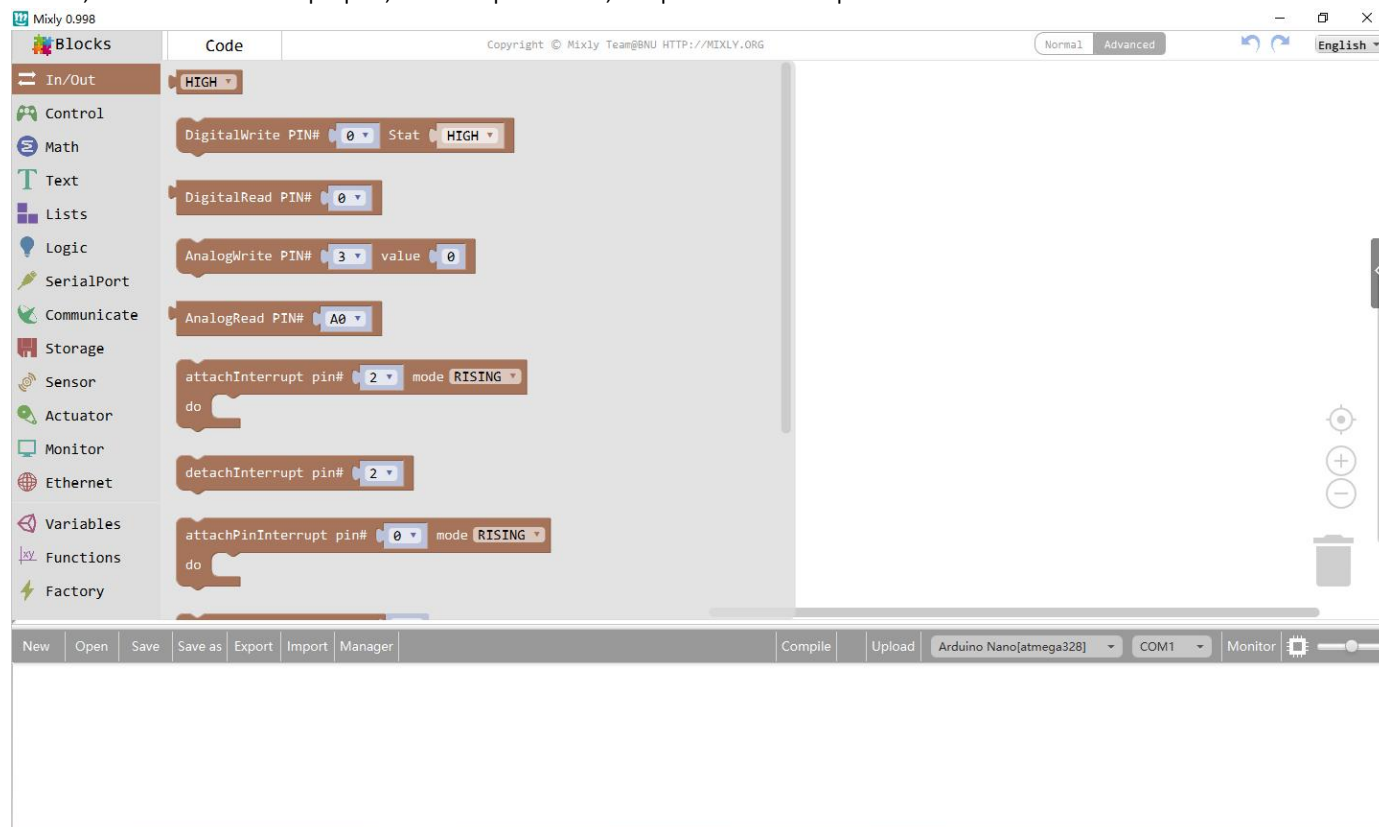 Mixly 0.998
Blocks Code Copyright © Mixly Team@BNU HTTP://MIXLY.ORG Normal Advanced English
In/Out
Control
Math
Text
Lists
Logic
SerialPort
Communicate
Storage
Sensor
Actuator
Monitor
Ethernet
Variables
Functions
Factory
HIGH
DigitalWrite PIN# 0 Stat HIGH
DigitalRead PIN# 0
AnalogWrite PIN# 3 value 0
AnalogRead PIN# A0
attachInterrupt pin# 2 mode RISING
do
detachInterrupt pin# 2
attachPinInterrupt pin# 0 mode RISING
do
New Open Save Save as Export Import Manager Compile Upload Arduino Nano[atmega328] COM1 Monitor